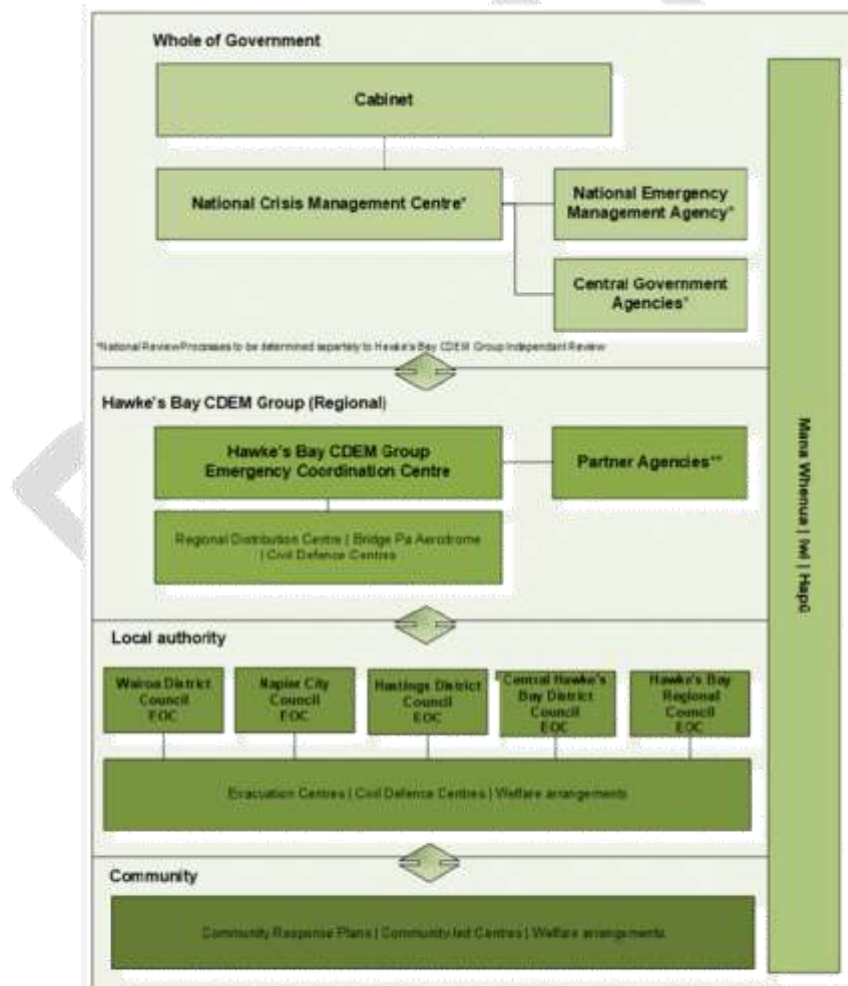 Whole of Government
Cabinet
National Crisis Management Centre*
National Emergency
Management Agency*
Central Government
Agencies*
*National Review Processes to be determined sepertely to Hawke's Bay CDEM Group Independant Review
Hawke's Bay CDEM Group (Regional)
Hawke's Bay CDEM Group
Emergency Coordination Centre
Partner Agencies**
Regional Distribution Centre | Bridge Pa Aerodrome
| Civil Defence Centres
Mana Whenua | Iwi | Hapū
Local authority
Wairoa District
Council
EOC
Napier City
Council
EOC
Hastings District
Council
EOC
Central Hawke's
Bay District
Council
EOC
Hawke's Bay
Regional
Council
EOC
Evacuation Centres | Civil Defence Centres | Welfare arrangements
Community
Community Response Plans | Community-led Centres | Welfare arrangements